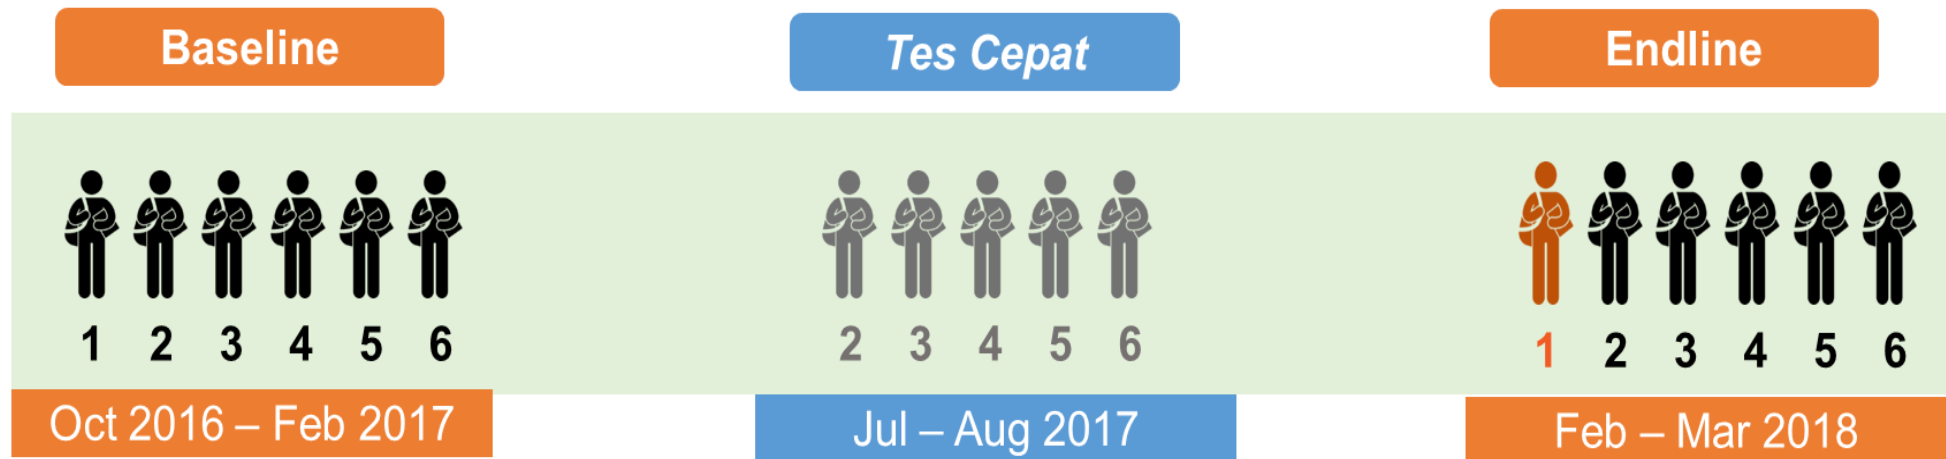 Baseline
Tes Cepat
Endline
1 2 3 4 5 6
2 3 4 5 6
1 2 3 4 5 6
Oct 2016 – Feb 2017
Jul – Aug 2017
Feb – Mar 2018